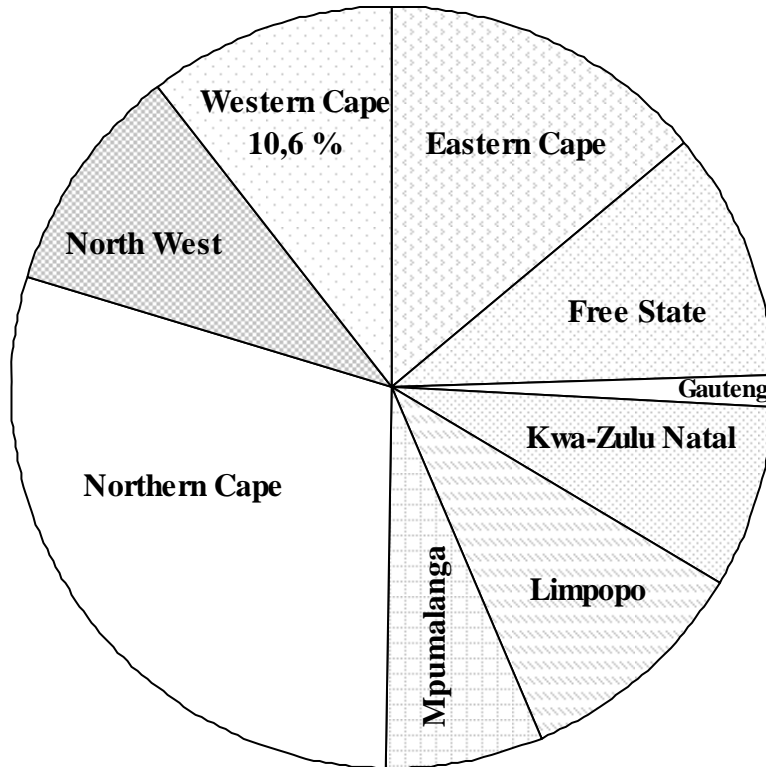 Western Cape
10,6 %
Eastern Cape
North West
Free State
Gauteng
Kwa-Zulu Natal
Northern Cape
Limpopo
Mpumalanga